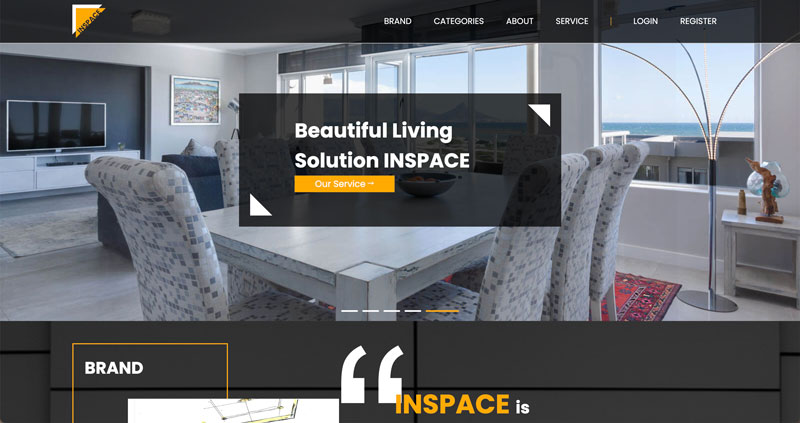 INSPACE
BRAND CATEGORIES ABOUT SERVICE | LOGIN REGISTER
Beautiful Living
Solution INSPACE
Our Service →
BRAND
“
INSPACE is